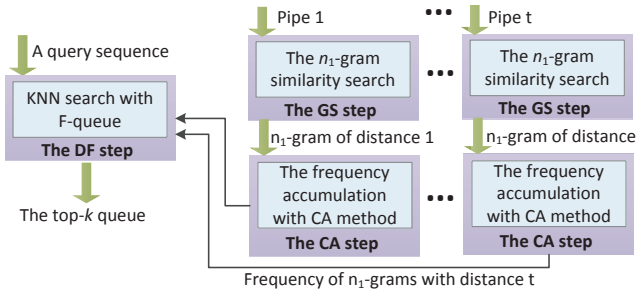 Pipe 1
Pipe t
A query sequence
The n₁-gram
similarity search
The GS step
The n₁-gram
similarity search
The GS step
KNN search with
F-queue
The DF step
n₁-gram of distance 1
n₁-gram of distance
The frequency
accumulation
with CA method
The CA step
The frequency
accumulation
with CA method
The CA step
The top-k queue
Frequency of n₁-grams with distance t